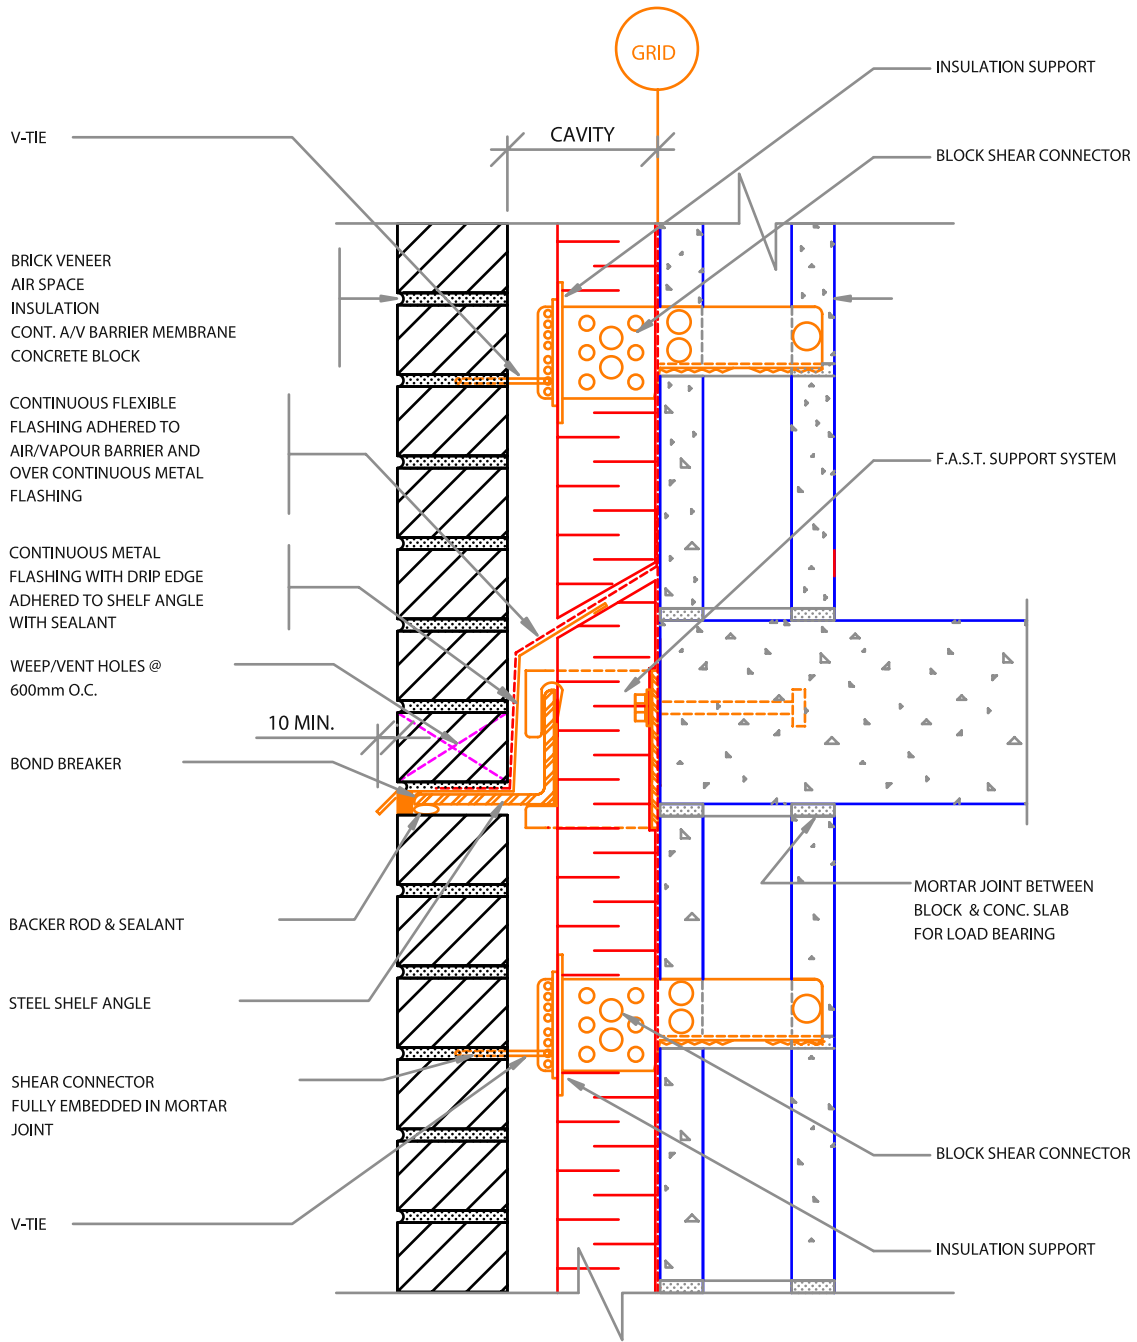 GRID
INSULATION SUPPORT
V-TIE
CAVITY
BLOCK SHEAR CONNECTOR
BRICK VENEER
AIR SPACE
INSULATION
CONT. A/V BARRIER MEMBRANE
CONCRETE BLOCK
CONTINUOUS FLEXIBLE
FLASHING ADHERED TO
AIR/VAPOUR BARRIER AND
OVER CONTINUOUS METAL
FLASHING
F.A.S.T. SUPPORT SYSTEM
CONTINUOUS METAL
FLASHING WITH DRIP EDGE
ADHERED TO SHELF ANGLE
WITH SEALANT
WEEP/VENT HOLES @
600mm O.C.
10 MIN.
BOND BREAKER
MORTAR JOINT BETWEEN
BLOCK & CONC. SLAB
FOR LOAD BEARING
BACKER ROD & SEALANT
STEEL SHELF ANGLE
SHEAR CONNECTOR
FULLY EMBEDDED IN MORTAR
JOINT
BLOCK SHEAR CONNECTOR
V-TIE
INSULATION SUPPORT